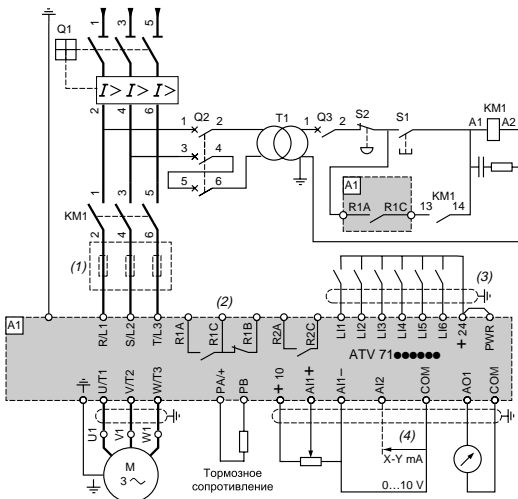 1 3 5
Q1
I> I> I>
2 4 6
1 Q2 2
T1
1 Q3 2
S2
S1
KM1
A1 A2
3 4
5 6
1 3 5
KM1
2 4 6
A1
R1A R1C
KM1
13 14
(1)
(2)
(3)
A1
R/L1
S/L2
T/L3
R1A
R1C
R1B
R2A
R2C
LI1
LI2
LI3
LI4
LI5
LI6
+24
PWR
ATV 71●●●●●●
U/T1
V/T2
W/T3
PA/+
PB
+10
AI1+
AI1−
AI2
COM
AO1
COM
U1
V1
W1
M
3 ~
Тормозное
сопротивление
(4)
X-Y mA
0...10 V